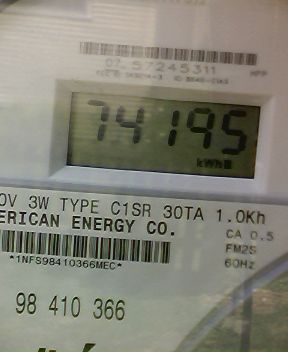 07 57245311
74195
kWh
0V 3W TYPE C1SR 30TA 1.0Kh
ERICAN ENERGY CO.
CA 0.5
FM2S
*1NFS98410366MEC*
60Hz
98 410 366